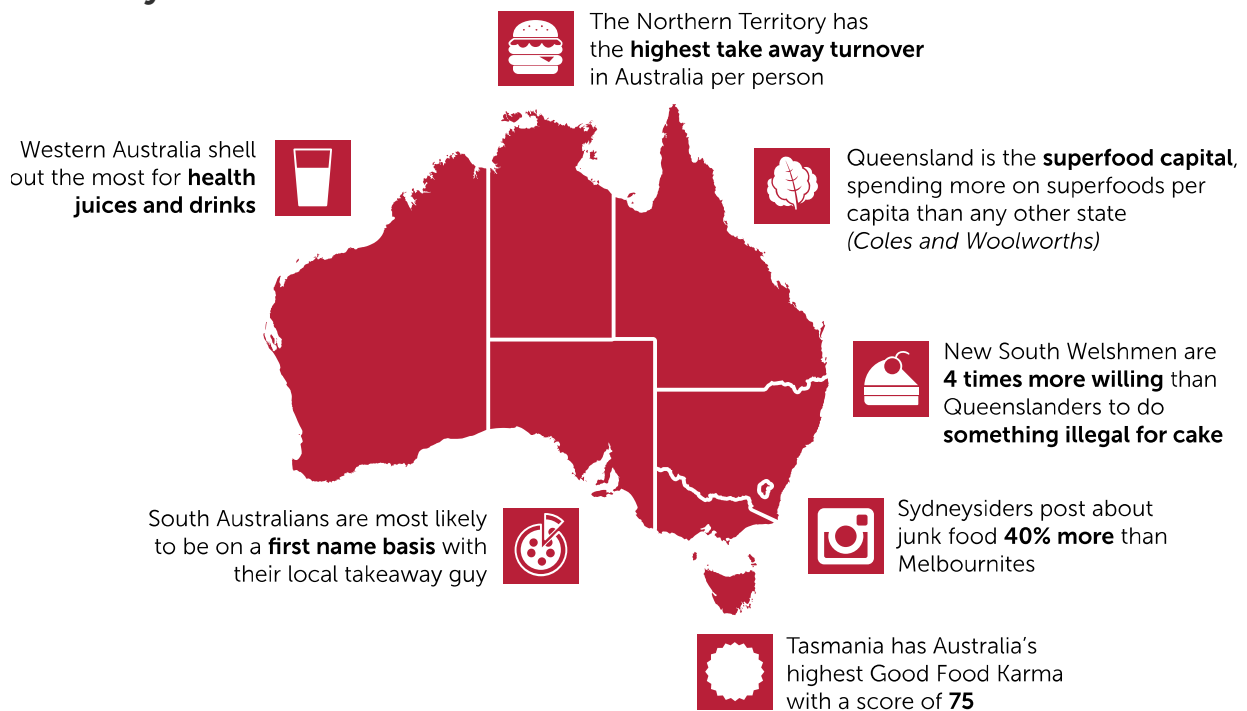 The Northern Territory has
the highest take away turnover
in Australia per person
Western Australia shell
out the most for health
juices and drinks
Queensland is the superfood capital,
spending more on superfoods per
capita than any other state
(Coles and Woolworths)
New South Welshmen are
4 times more willing than
Queenslanders to do
something illegal for cake
South Australians are most likely
to be on a first name basis with
their local takeaway guy
Sydneysiders post about
junk food 40% more than
Melbournites
Tasmania has Australia's
highest Good Food Karma
with a score of 75